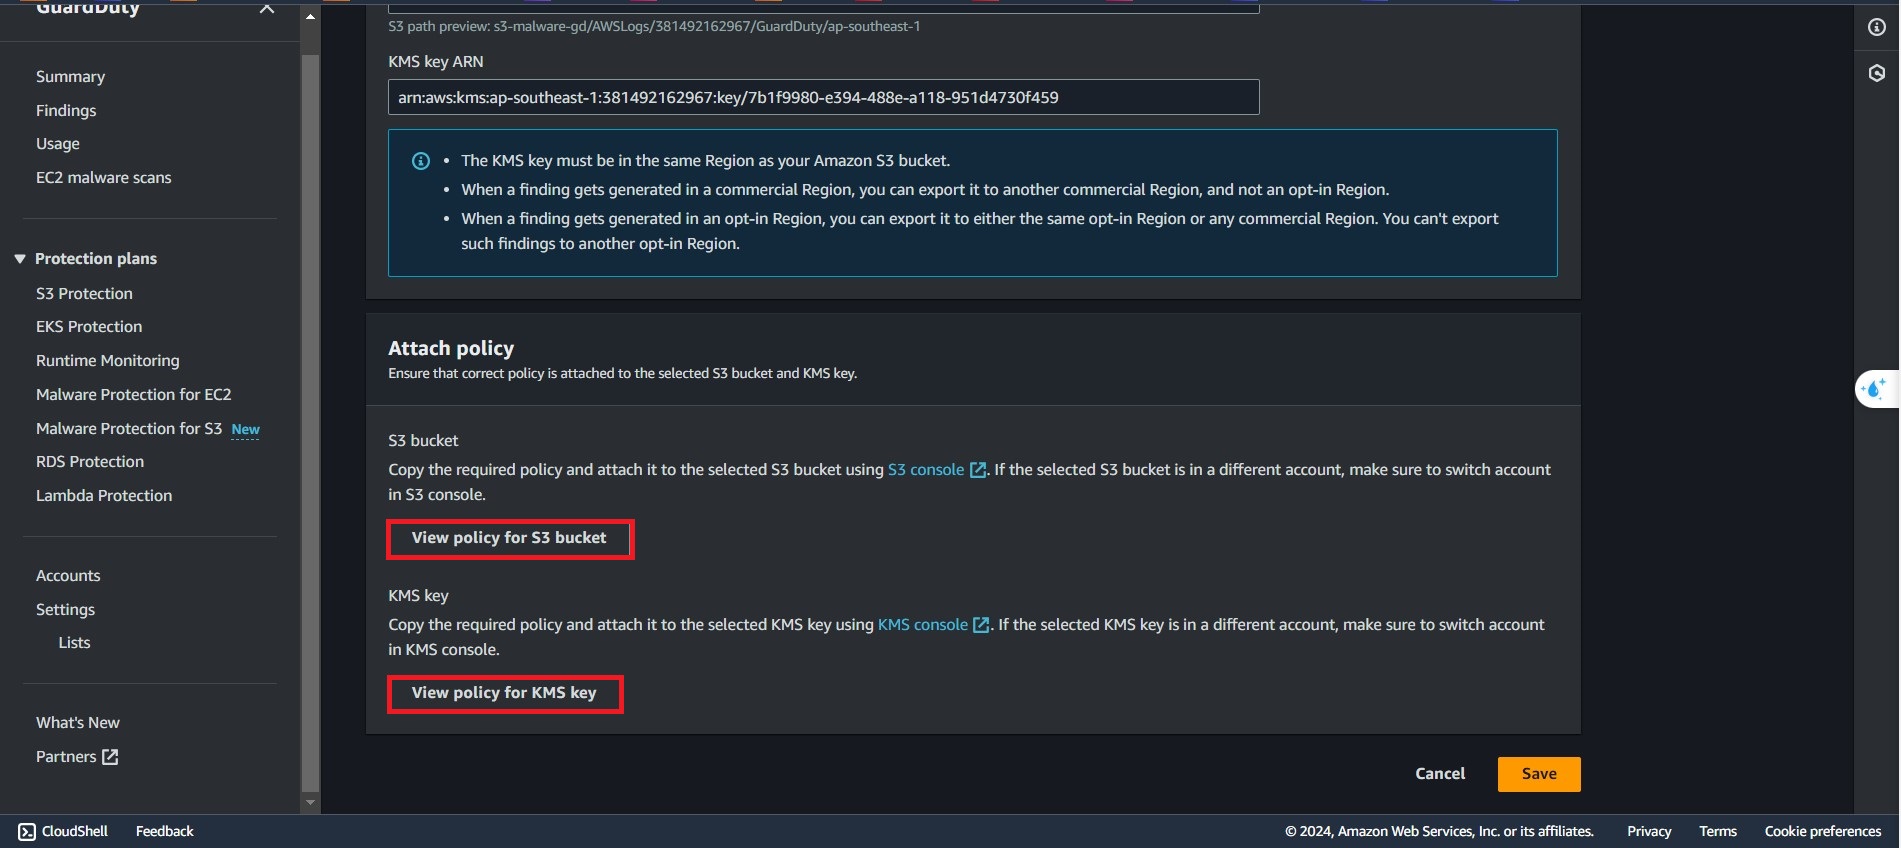 GuardDuty
Summary
Findings
Usage
EC2 malware scans
Protection plans
S3 Protection
EKS Protection
Runtime Monitoring
Malware Protection for EC2
Malware Protection for S3 New
RDS Protection
Lambda Protection
Accounts
Settings
Lists
What's New
Partners
S3 path preview: s3-malware-gd/AWSLogs/381492162967/GuardDuty/ap-southeast-1
KMS key ARN
arn:aws:kms:ap-southeast-1:381492162967:key/7b1f9980-e394-488e-a118-951d4730f459
• The KMS key must be in the same Region as your Amazon S3 bucket.
• When a finding gets generated in a commercial Region, you can export it to another commercial Region, and not an opt-in Region.
• When a finding gets generated in an opt-in Region, you can export it to either the same opt-in Region or any commercial Region. You can't export
such findings to another opt-in Region.
Attach policy
Ensure that correct policy is attached to the selected S3 bucket and KMS key.
S3 bucket
Copy the required policy and attach it to the selected S3 bucket using S3 console. If the selected S3 bucket is in a different account, make sure to switch account
in S3 console.
View policy for S3 bucket
KMS key
Copy the required policy and attach it to the selected KMS key using KMS console. If the selected KMS key is in a different account, make sure to switch account
in KMS console.
View policy for KMS key
Cancel Save
CloudShell Feedback © 2024, Amazon Web Services, Inc. or its affiliates. Privacy Terms Cookie preferences